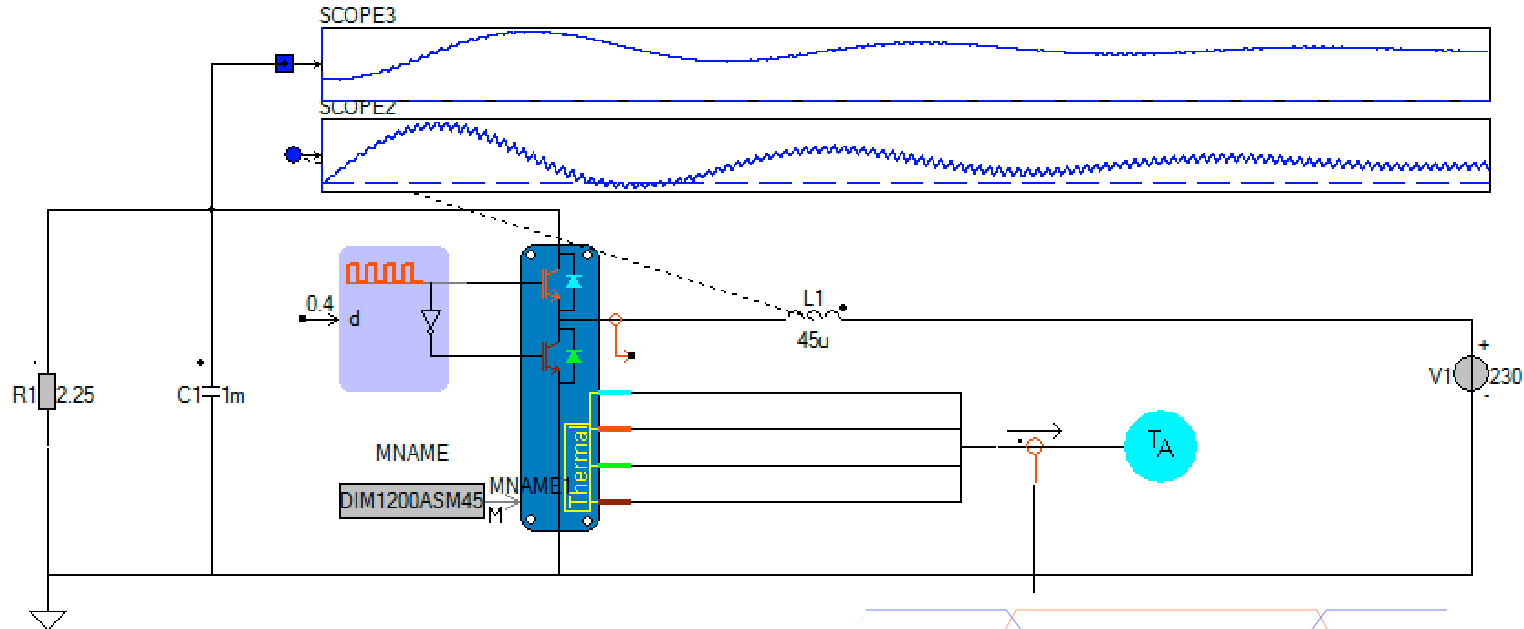 SCOPE3
SCOPE2
0.4
d
L1
45u
R1
2.25
C1
1m
V1
+
230
-
MNAME
DIM1200ASM45
MNAME1
M
Thermal
TA